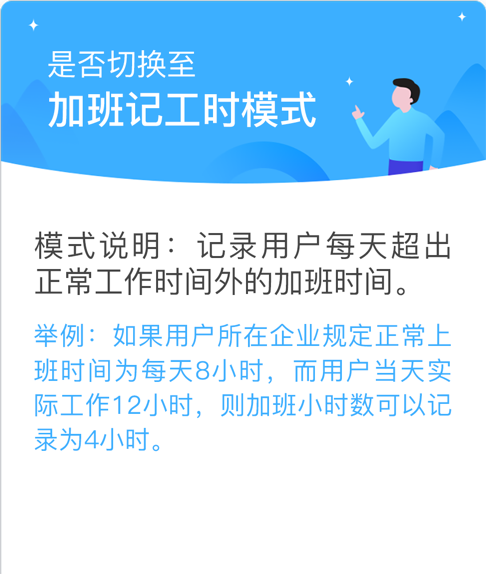 是否切换至
加班记工时模式
模式说明：记录用户每天超出
正常工作时间外的加班时间。
举例：如果用户所在企业规定正常上
班时间为每天8小时，而用户当天实
际工作12小时，则加班小时数可以记
录为4小时。